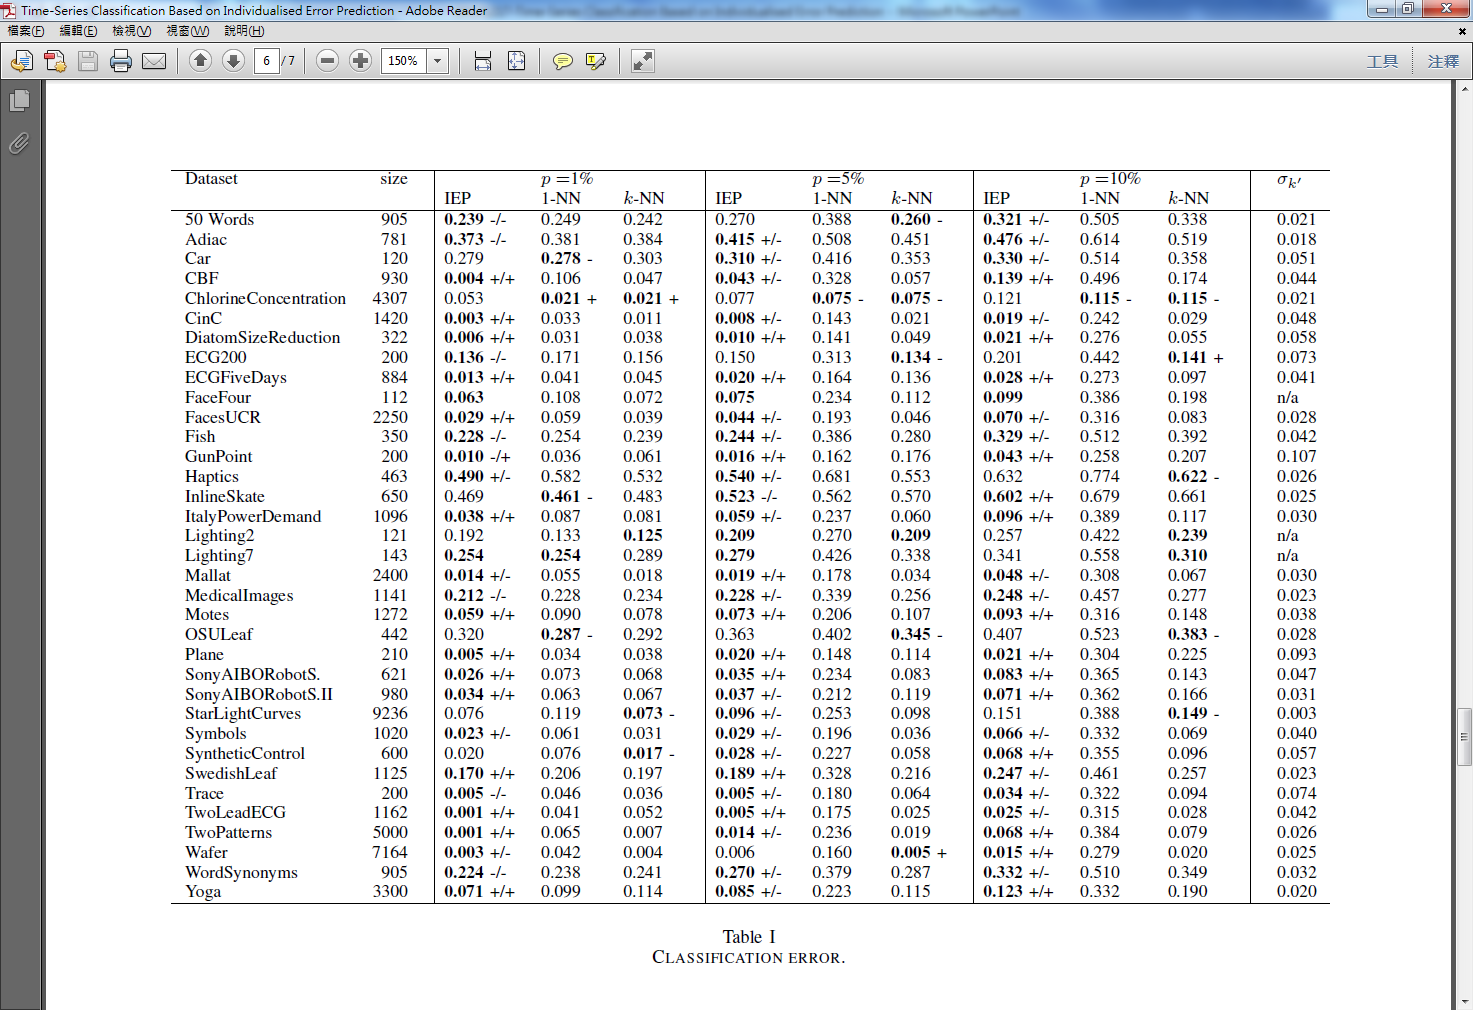 Time-Series Classification Based on Individualised Error Prediction - Adobe Reader
檔案(F) 編輯(E) 檢視(V) 視窗(W) 說明(H)
6 / 7 150% 工具 注釋
Dataset size p =1% p =5% p =10% σk′
IEP 1-NN k-NN IEP 1-NN k-NN IEP 1-NN k-NN
50 Words 905 0.239 -/- 0.249 0.242 0.270 0.388 0.260 - 0.321 +/- 0.505 0.338 0.021
Adiac 781 0.373 -/- 0.381 0.384 0.415 +/- 0.508 0.451 0.476 +/- 0.614 0.519 0.018
Car 120 0.279 0.278 - 0.303 0.310 +/- 0.416 0.353 0.330 +/- 0.514 0.358 0.051
CBF 930 0.004 +/+ 0.106 0.047 0.043 +/- 0.328 0.057 0.139 +/+ 0.496 0.174 0.044
ChlorineConcentration 4307 0.053 0.021 + 0.021 + 0.077 0.075 - 0.075 - 0.121 0.115 - 0.115 - 0.021
CinC 1420 0.003 +/+ 0.033 0.011 0.008 +/- 0.143 0.021 0.019 +/- 0.242 0.029 0.048
DiatomSizeReduction 322 0.006 +/+ 0.031 0.038 0.010 +/+ 0.141 0.049 0.021 +/+ 0.276 0.055 0.058
ECG200 200 0.136 -/- 0.171 0.156 0.150 0.313 0.134 - 0.201 0.442 0.141 + 0.073
ECGFiveDays 884 0.013 +/+ 0.041 0.045 0.020 +/+ 0.164 0.136 0.028 +/+ 0.273 0.097 0.041
FaceFour 112 0.063 0.108 0.072 0.075 0.234 0.112 0.099 0.386 0.198 n/a
FacesUCR 2250 0.029 +/+ 0.059 0.039 0.044 +/- 0.193 0.046 0.070 +/- 0.316 0.083 0.028
Fish 350 0.228 -/- 0.254 0.239 0.244 +/- 0.386 0.280 0.329 +/- 0.512 0.392 0.042
GunPoint 200 0.010 -/+ 0.036 0.061 0.016 +/+ 0.162 0.176 0.043 +/+ 0.258 0.207 0.107
Haptics 463 0.490 +/- 0.582 0.532 0.540 +/- 0.681 0.553 0.632 0.774 0.622 - 0.026
InlineSkate 650 0.469 0.461 - 0.483 0.523 -/- 0.562 0.570 0.602 +/+ 0.679 0.661 0.025
ItalyPowerDemand 1096 0.038 +/+ 0.087 0.081 0.059 +/- 0.237 0.060 0.096 +/+ 0.389 0.117 0.030
Lighting2 121 0.192 0.133 0.125 0.209 0.270 0.209 0.257 0.422 0.239 n/a
Lighting7 143 0.254 0.254 0.289 0.279 0.426 0.338 0.341 0.558 0.310 n/a
Mallat 2400 0.014 +/- 0.055 0.018 0.019 +/+ 0.178 0.034 0.048 +/- 0.308 0.067 0.030
MedicalImages 1141 0.212 -/- 0.228 0.234 0.228 +/- 0.339 0.256 0.248 +/- 0.457 0.277 0.023
Motes 1272 0.059 +/+ 0.090 0.078 0.073 +/+ 0.206 0.107 0.093 +/+ 0.316 0.148 0.038
OSULeaf 442 0.320 0.287 - 0.292 0.363 0.402 0.345 - 0.407 0.523 0.383 - 0.028
Plane 210 0.005 +/+ 0.034 0.038 0.020 +/+ 0.148 0.114 0.021 +/+ 0.304 0.225 0.093
SonyAIBORobotS. 621 0.026 +/+ 0.073 0.068 0.035 +/+ 0.234 0.083 0.083 +/+ 0.365 0.143 0.047
SonyAIBORobotS.II 980 0.034 +/+ 0.063 0.067 0.037 +/- 0.212 0.119 0.071 +/+ 0.362 0.166 0.031
StarLightCurves 9236 0.076 0.119 0.073 - 0.096 +/- 0.253 0.098 0.151 0.388 0.149 - 0.003
Symbols 1020 0.023 +/- 0.061 0.031 0.029 +/- 0.196 0.036 0.066 +/- 0.332 0.069 0.040
SyntheticControl 600 0.020 0.076 0.017 - 0.028 +/- 0.227 0.058 0.068 +/+ 0.355 0.096 0.057
SwedishLeaf 1125 0.170 +/+ 0.206 0.197 0.189 +/+ 0.328 0.216 0.247 +/- 0.461 0.257 0.023
Trace 200 0.005 -/- 0.046 0.036 0.005 +/- 0.180 0.064 0.034 +/- 0.322 0.094 0.074
TwoLeadECG 1162 0.001 +/+ 0.041 0.052 0.005 +/+ 0.175 0.025 0.025 +/- 0.315 0.028 0.042
TwoPatterns 5000 0.001 +/+ 0.065 0.007 0.014 +/- 0.236 0.019 0.068 +/+ 0.384 0.079 0.026
Wafer 7164 0.003 +/- 0.042 0.004 0.006 0.160 0.005 + 0.015 +/+ 0.279 0.020 0.025
WordSynonyms 905 0.224 -/- 0.238 0.241 0.270 +/- 0.379 0.287 0.332 +/- 0.510 0.349 0.032
Yoga 3300 0.071 +/+ 0.099 0.114 0.085 +/- 0.223 0.115 0.123 +/+ 0.332 0.190 0.020
Table I
CLASSIFICATION ERROR.